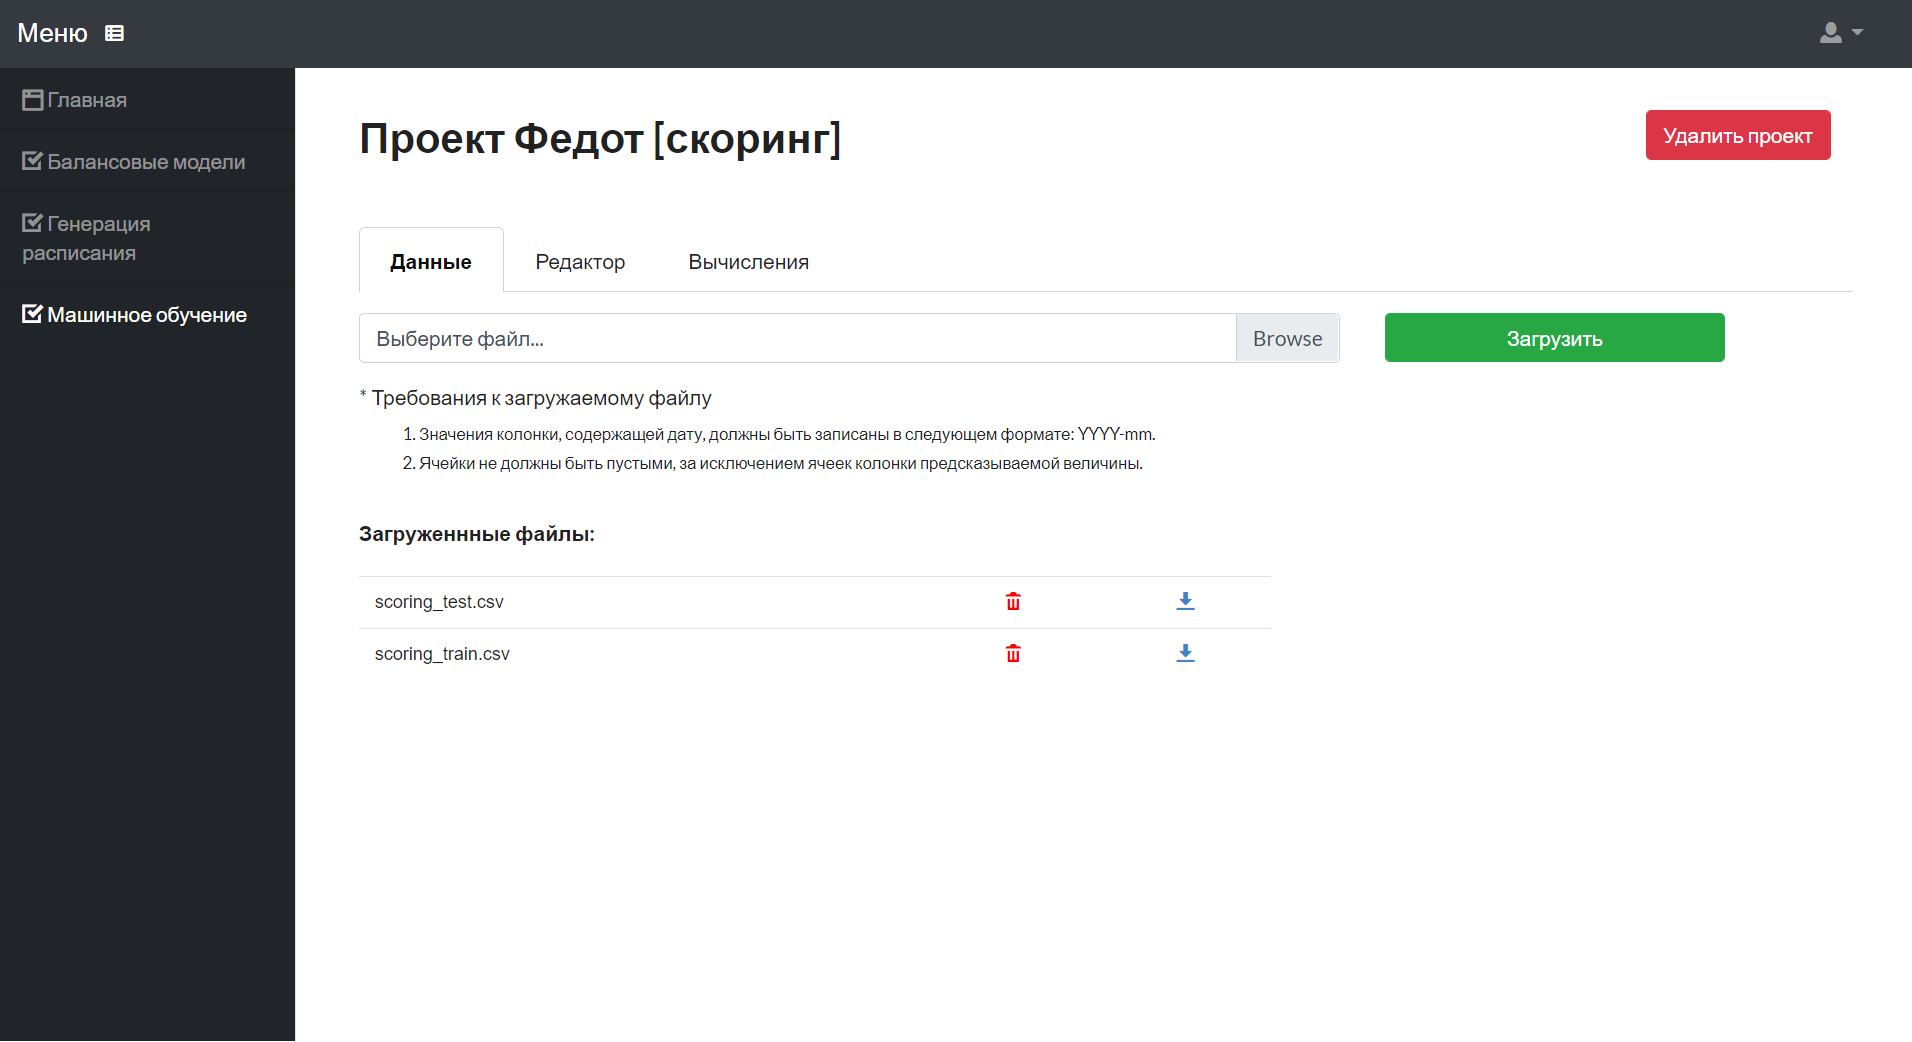 Меню
Главная
Балансовые модели
Генерация
расписания
Машинное обучение
Проект Федот [скоринг]
Удалить проект
Данные
Редактор
Вычисления
Выберите файл...
Browse
Загрузить
* Требования к загружаемому файлу
1. Значения колонки, содержащей дату, должны быть записаны в следующем формате: YYYY-mm.
2. Ячейки не должны быть пустыми, за исключением ячеек колонки предсказываемой величины.
Загруженнные файлы:
scoring_test.csv
scoring_train.csv